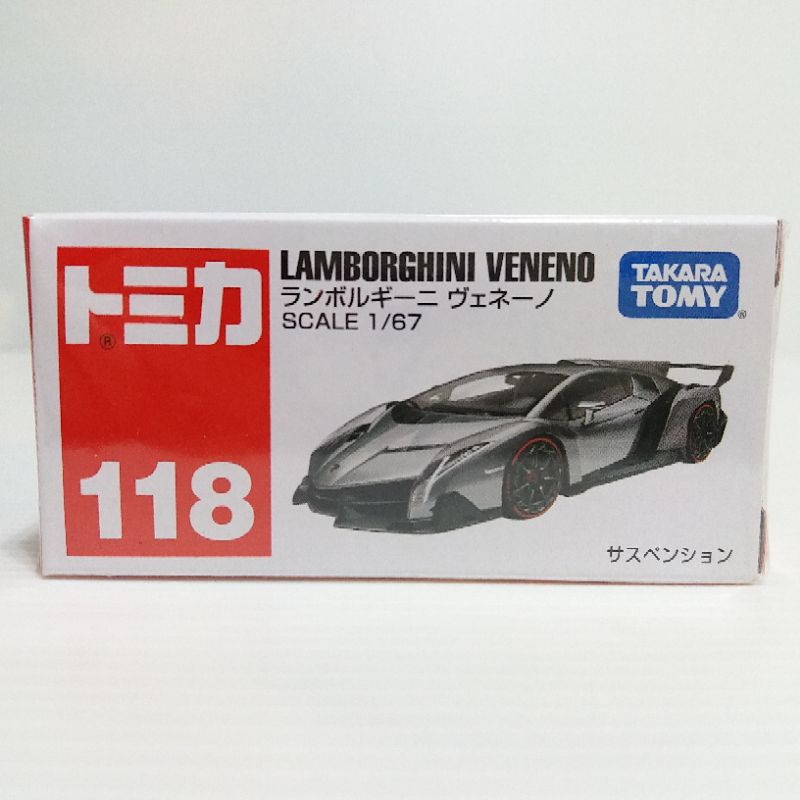 トミカ
®
118
LAMBORGHINI VENENO
ランボルギーニ ヴェネーノ
SCALE 1/67
TAKARA
TOMY
®
サスペンション